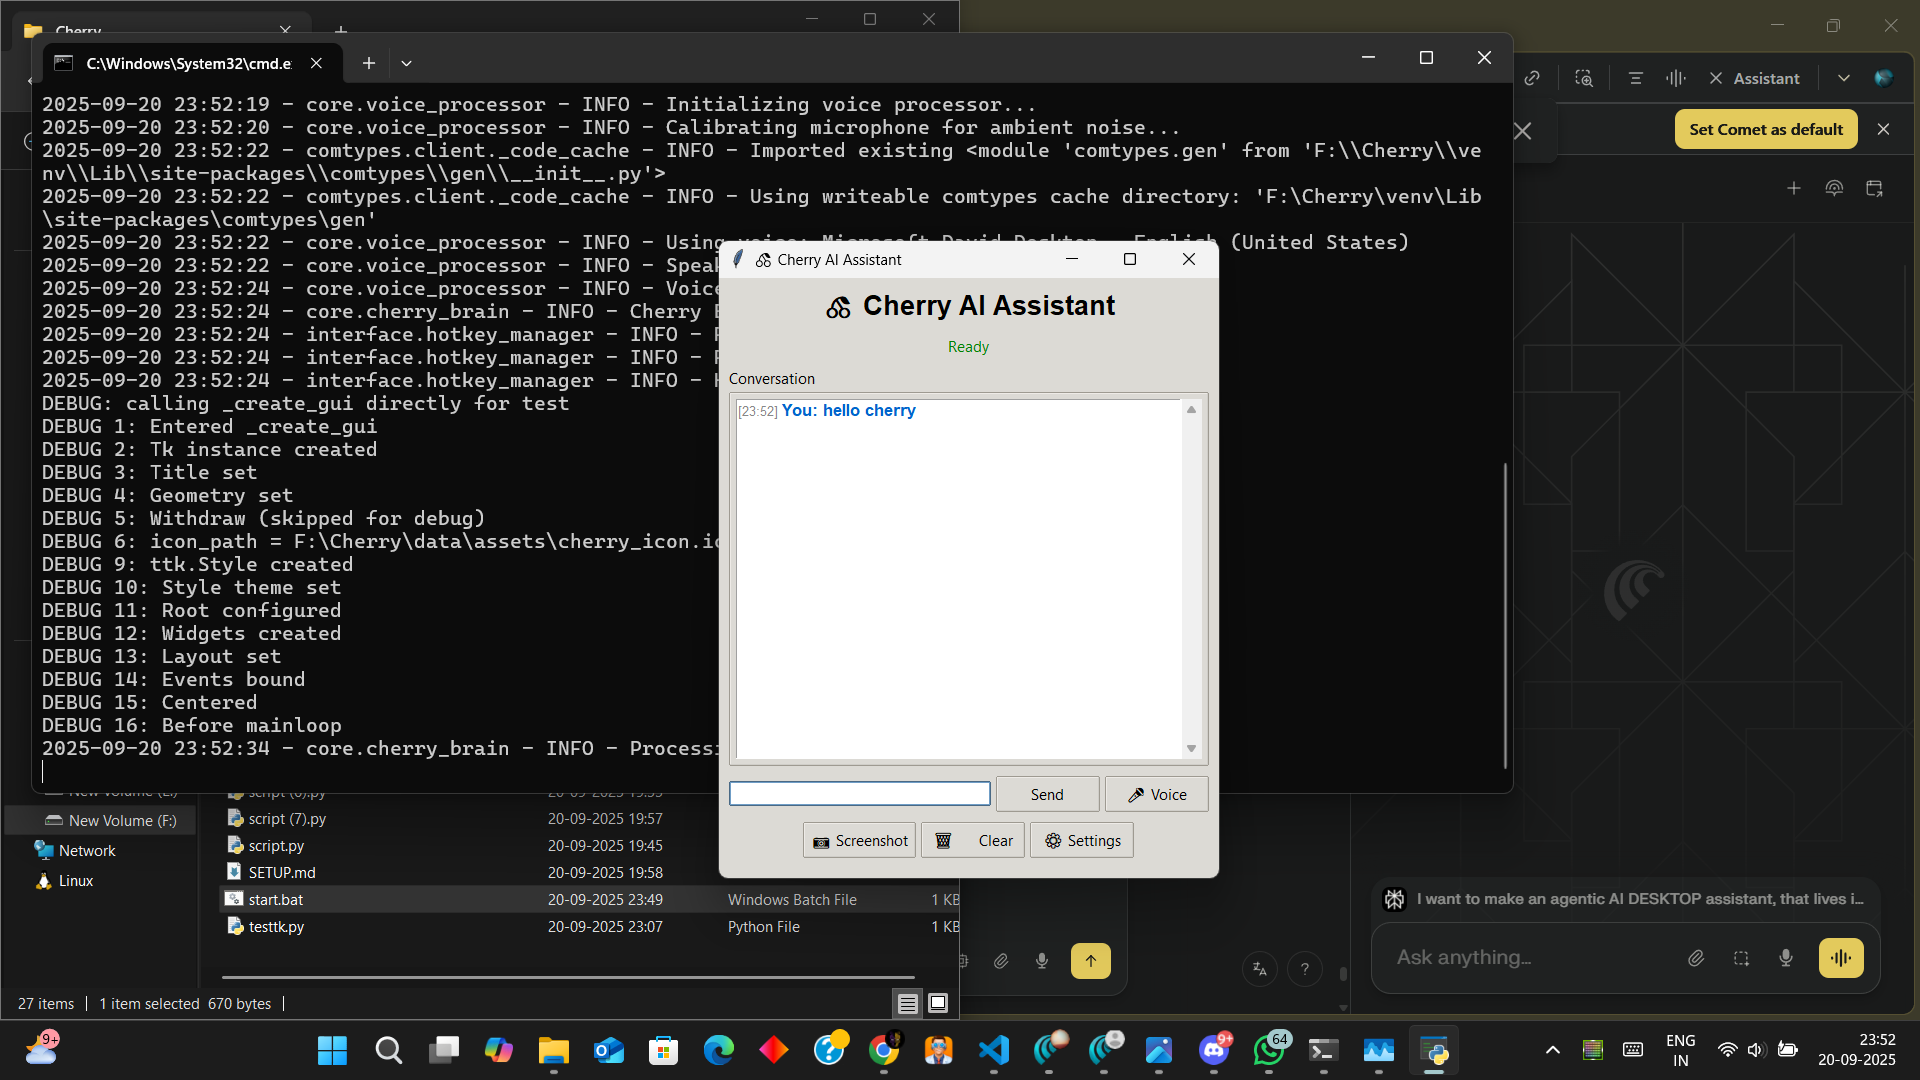 Cherry
C:\Windows\System32\cmd.e
2025-09-20 23:52:19 - core.voice_processor - INFO - Initializing voice processor...
2025-09-20 23:52:20 - core.voice_processor - INFO - Calibrating microphone for ambient noise...
2025-09-20 23:52:22 - comtypes.client._code_cache - INFO - Imported existing <module 'comtypes.gen' from 'F:\\Cherry\\ve
nv\\Lib\\site-packages\\comtypes\\gen\\__init__.py'>
2025-09-20 23:52:22 - comtypes.client._code_cache - INFO - Using writeable comtypes cache directory: 'F:\Cherry\venv\Lib
\site-packages\comtypes\gen'
2025-09-20 23:52:22 - core.voice_processor - INFO - Using voice: Microsoft David Desktop - English (United States)
2025-09-20 23:52:22 - core.voice_processor - INFO - Speak
2025-09-20 23:52:24 - core.voice_processor - INFO - Voice
2025-09-20 23:52:24 - core.cherry_brain - INFO - Cherry
2025-09-20 23:52:24 - interface.hotkey_manager - INFO -
2025-09-20 23:52:24 - interface.hotkey_manager - INFO -
2025-09-20 23:52:24 - interface.hotkey_manager - INFO -
DEBUG: calling _create_gui directly for test
DEBUG 1: Entered _create_gui
DEBUG 2: Tk instance created
DEBUG 3: Title set
DEBUG 4: Geometry set
DEBUG 5: Withdraw (skipped for debug)
DEBUG 6: icon_path = F:\Cherry\data\assets\cherry_icon.ic
DEBUG 9: ttk.Style created
DEBUG 10: Style theme set
DEBUG 11: Root configured
DEBUG 12: Widgets created
DEBUG 13: Layout set
DEBUG 14: Events bound
DEBUG 15: Centered
DEBUG 16: Before mainloop
2025-09-20 23:52:34 - core.cherry_brain - INFO - Processi
Cherry AI Assistant
Cherry AI Assistant
Ready
Conversation
[23:52] You: hello cherry
Send
Voice
Screenshot
Clear
Settings
Assistant
Set Comet as default
New Volume (F:)
Network
Linux
script (6).py 20-09-2025 19:55
script (7).py 20-09-2025 19:57
script.py 20-09-2025 19:45
SETUP.md 20-09-2025 19:58
start.bat 20-09-2025 23:49 Windows Batch File 1 KB
testtk.py 20-09-2025 23:07 Python File 1 KB
27 items 1 item selected 670 bytes
I want to make an agentic AI DESKTOP assistant, that lives i...
Ask anything...
?
9+
9+
64
ENG
IN
23:52
20-09-2025